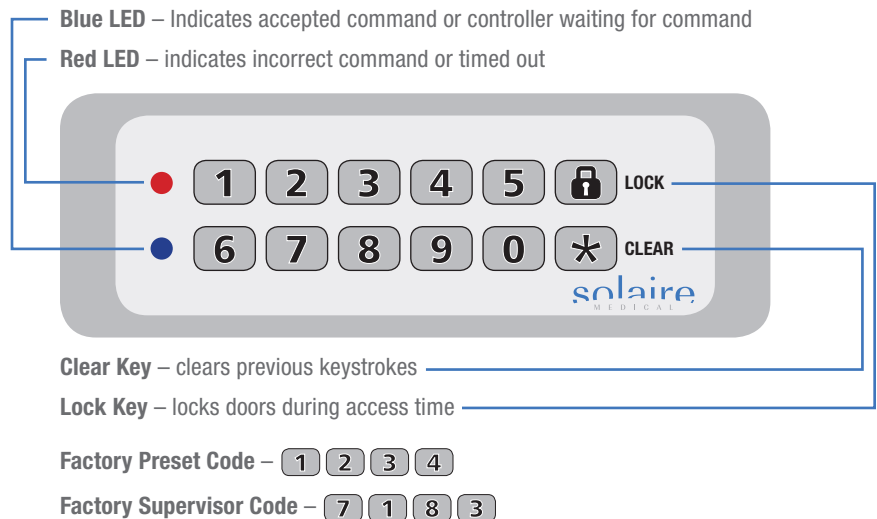 Blue LED – Indicates accepted command or controller waiting for command
Red LED – indicates incorrect command or timed out
1 2 3 4 5 LOCK
6 7 8 9 0 * CLEAR
solaire
MEDICAL
Clear Key – clears previous keystrokes
Lock Key – locks doors during access time
Factory Preset Code – 1 2 3 4
Factory Supervisor Code – 7 1 8 3